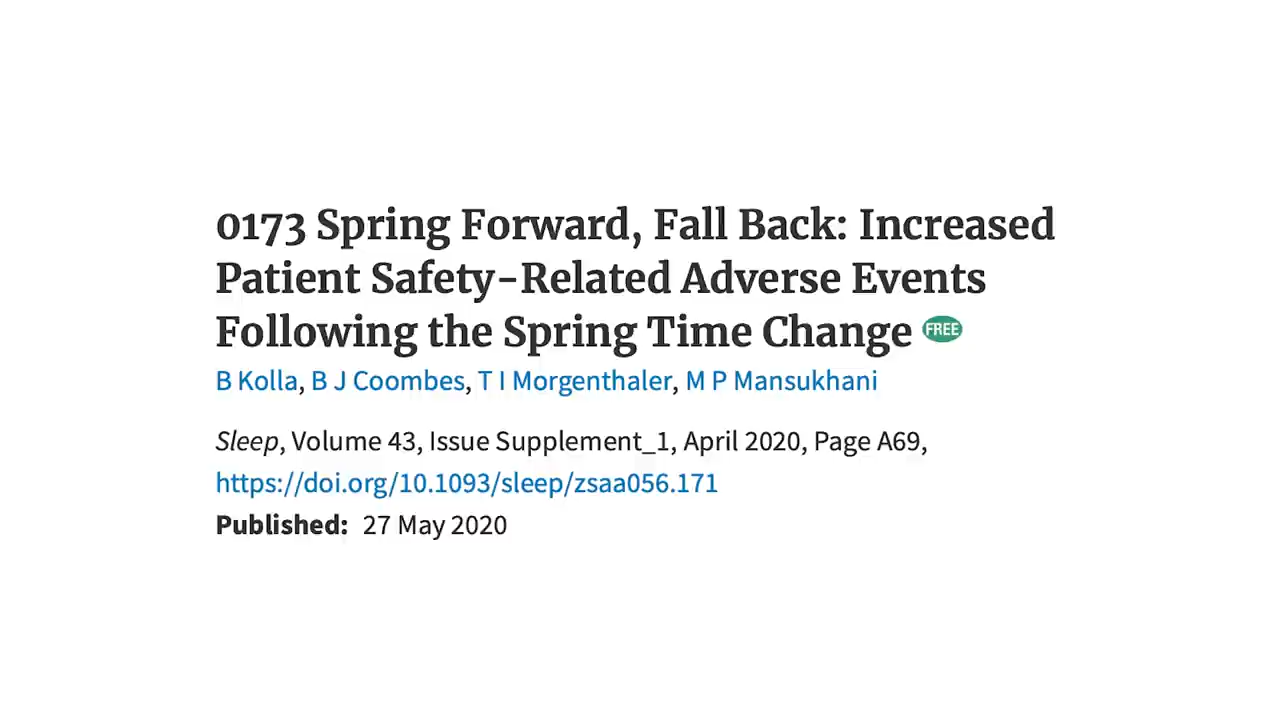 0173 Spring Forward, Fall Back: Increased
Patient Safety-Related Adverse Events
Following the Spring Time Change FREE
B Kolla, B J Coombes, T I Morgenthaler, M P Mansukhani
Sleep, Volume 43, Issue Supplement_1, April 2020, Page A69,
https://doi.org/10.1093/sleep/zsaa056.171
Published: 27 May 2020